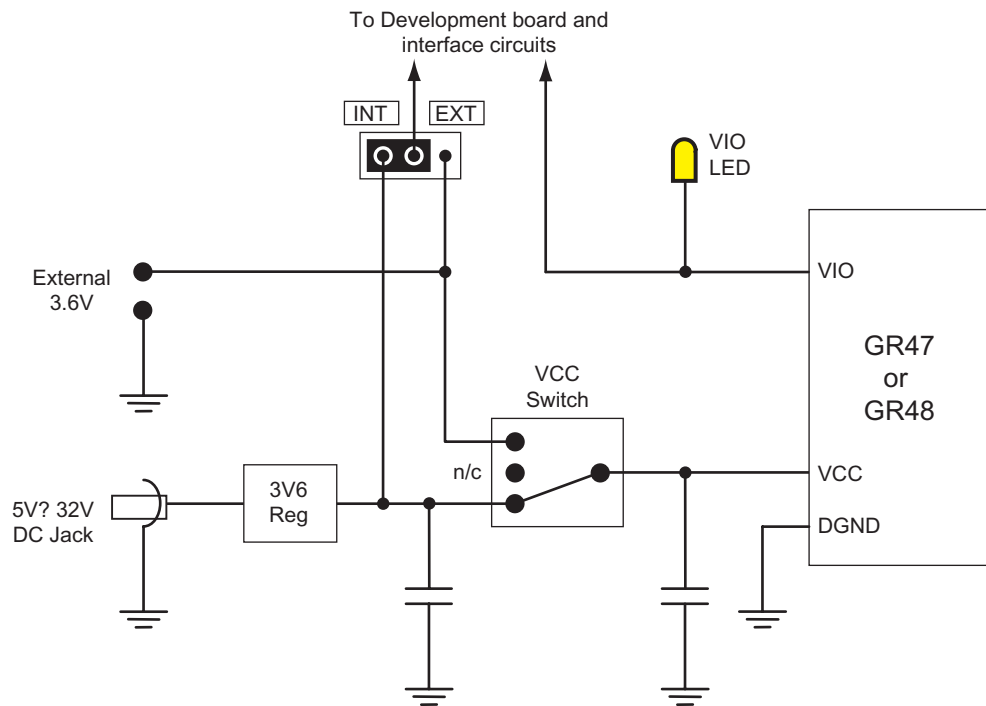 To Development board and
interface circuits
INT
EXT
VIO
LED
External
3.6V
VIO
GR47
or
GR48
VCC
Switch
n/c
VCC
5V? 32V
DC Jack
3V6
Reg
DGND